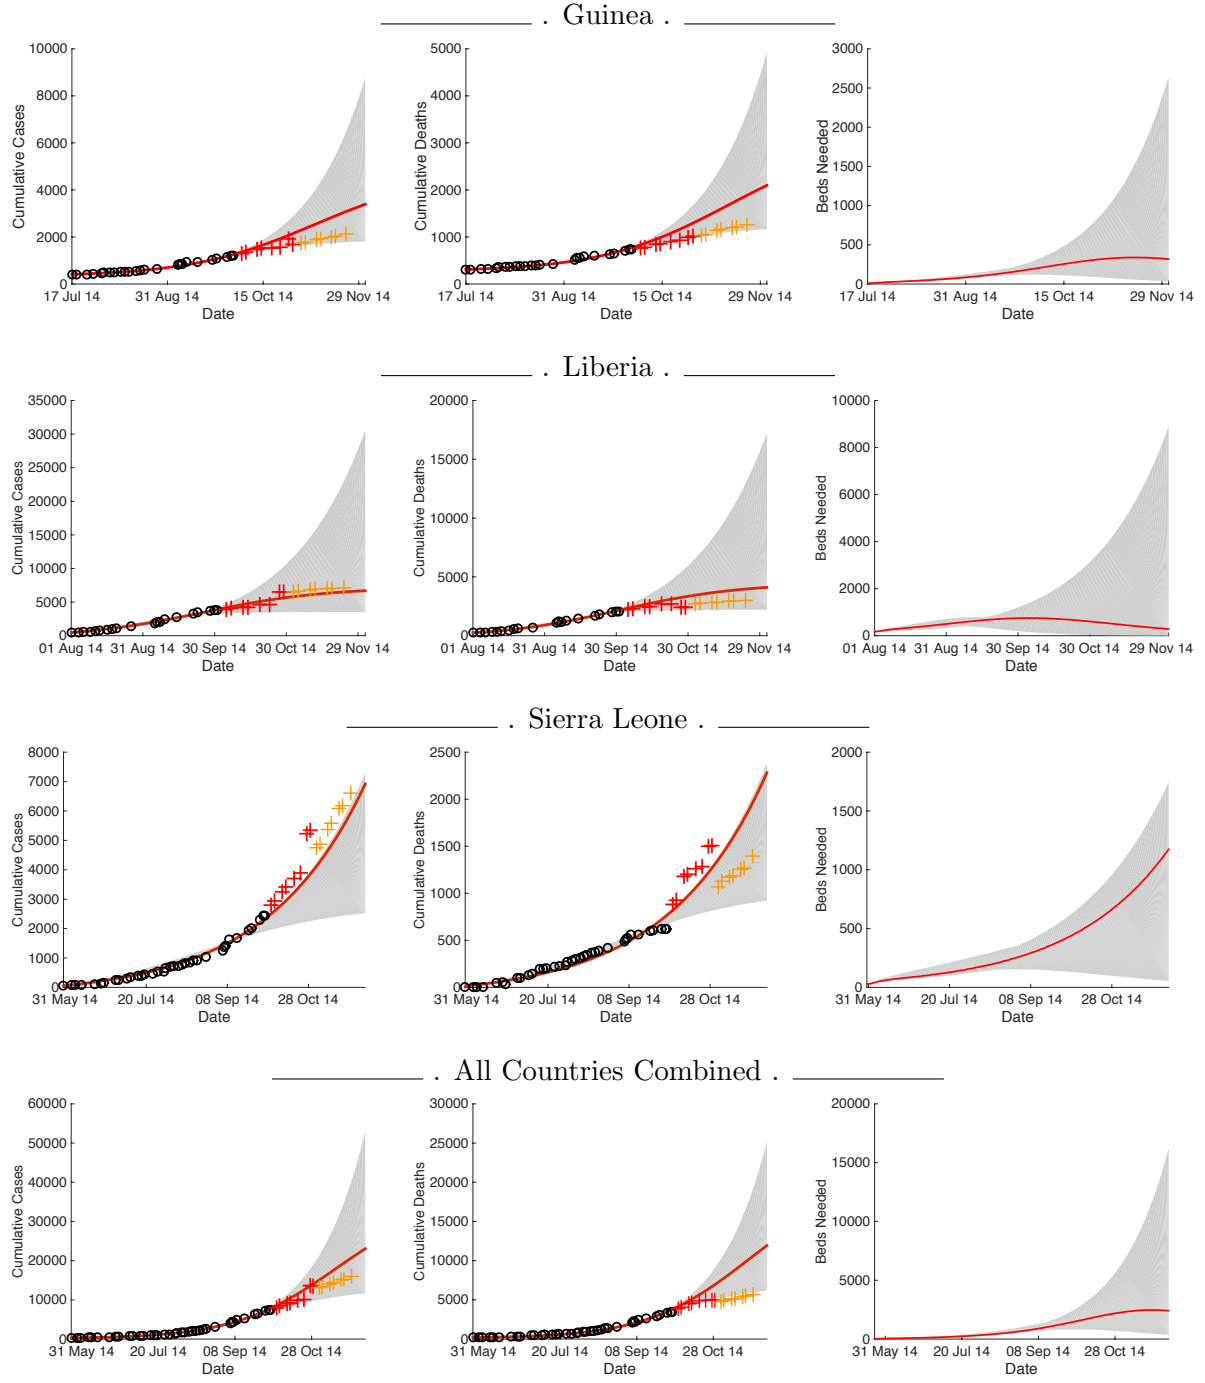 . Guinea .
10000
8000
6000
4000
2000
0
Cumulative Cases
17 Jul 14 31 Aug 14 15 Oct 14 29 Nov 14
Date
5000
4000
3000
2000
1000
0
Cumulative Deaths
17 Jul 14 31 Aug 14 15 Oct 14 29 Nov 14
Date
3000
2500
2000
1500
1000
500
0
Beds Needed
17 Jul 14 31 Aug 14 15 Oct 14 29 Nov 14
Date
. Liberia .
35000
30000
25000
20000
15000
10000
5000
0
Cumulative Cases
01 Aug 14 31 Aug 14 30 Sep 14 30 Oct 14 29 Nov 14
Date
20000
15000
10000
5000
0
Cumulative Deaths
01 Aug 14 31 Aug 14 30 Sep 14 30 Oct 14 29 Nov 14
Date
10000
8000
6000
4000
2000
0
Beds Needed
01 Aug 14 31 Aug 14 30 Sep 14 30 Oct 14 29 Nov 14
Date
. Sierra Leone .
8000
7000
6000
5000
4000
3000
2000
1000
0
Cumulative Cases
31 May 14 20 Jul 14 08 Sep 14 28 Oct 14
Date
2500
2000
1500
1000
500
0
Cumulative Deaths
31 May 14 20 Jul 14 08 Sep 14 28 Oct 14
Date
2000
1500
1000
500
0
Beds Needed
31 May 14 20 Jul 14 08 Sep 14 28 Oct 14
Date
. All Countries Combined .
60000
50000
40000
30000
20000
10000
0
Cumulative Cases
31 May 14 20 Jul 14 08 Sep 14 28 Oct 14
Date
30000
25000
20000
15000
10000
5000
0
Cumulative Deaths
31 May 14 20 Jul 14 08 Sep 14 28 Oct 14
Date
20000
15000
10000
5000
0
Beds Needed
31 May 14 20 Jul 14 08 Sep 14 28 Oct 14
Date